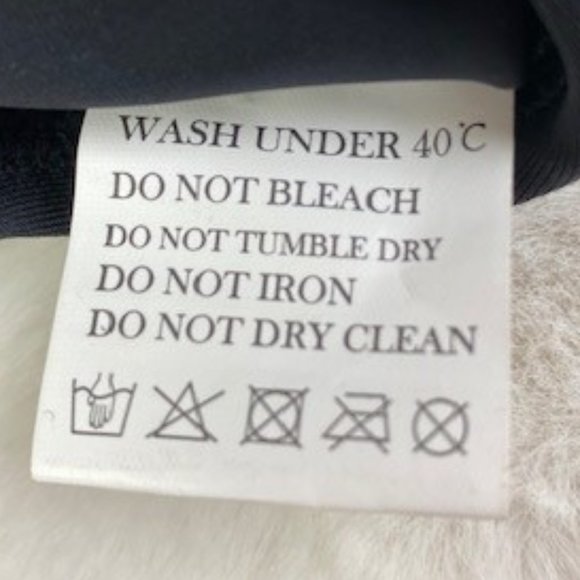 WASH UNDER 40°C
DO NOT BLEACH
DO NOT TUMBLE DRY
DO NOT IRON
DO NOT DRY CLEAN